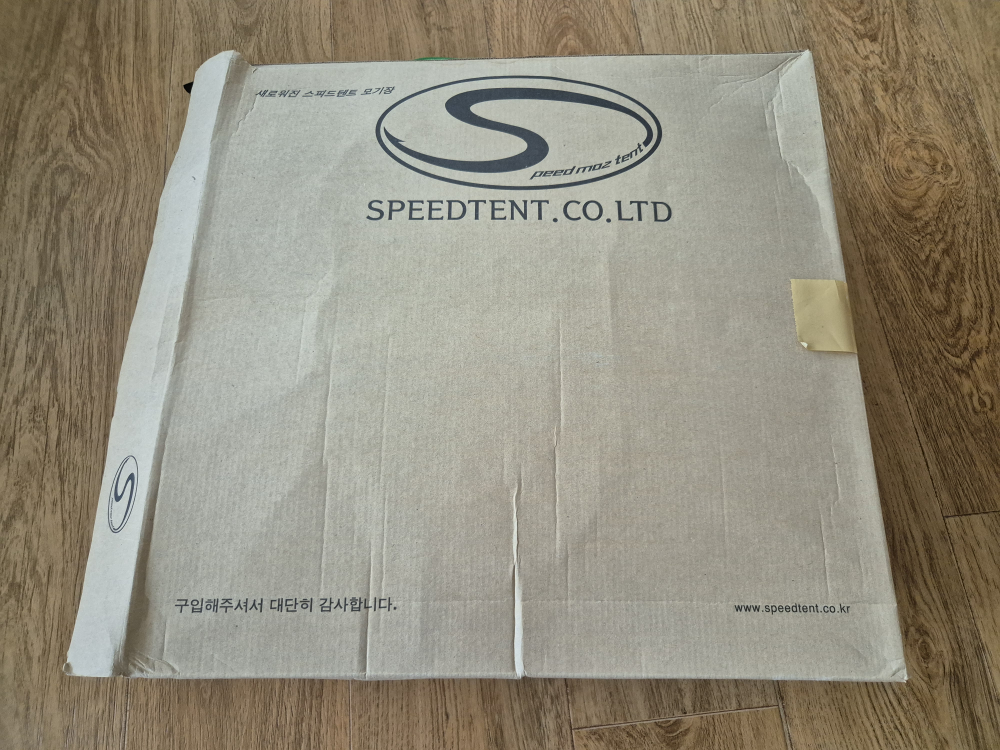 새로워진 스피드텐트 모기장
Speed moz tent
SPEEDTENT.CO.LTD
S
구입해주셔서 대단히 감사합니다.
www.speedtent.co.kr